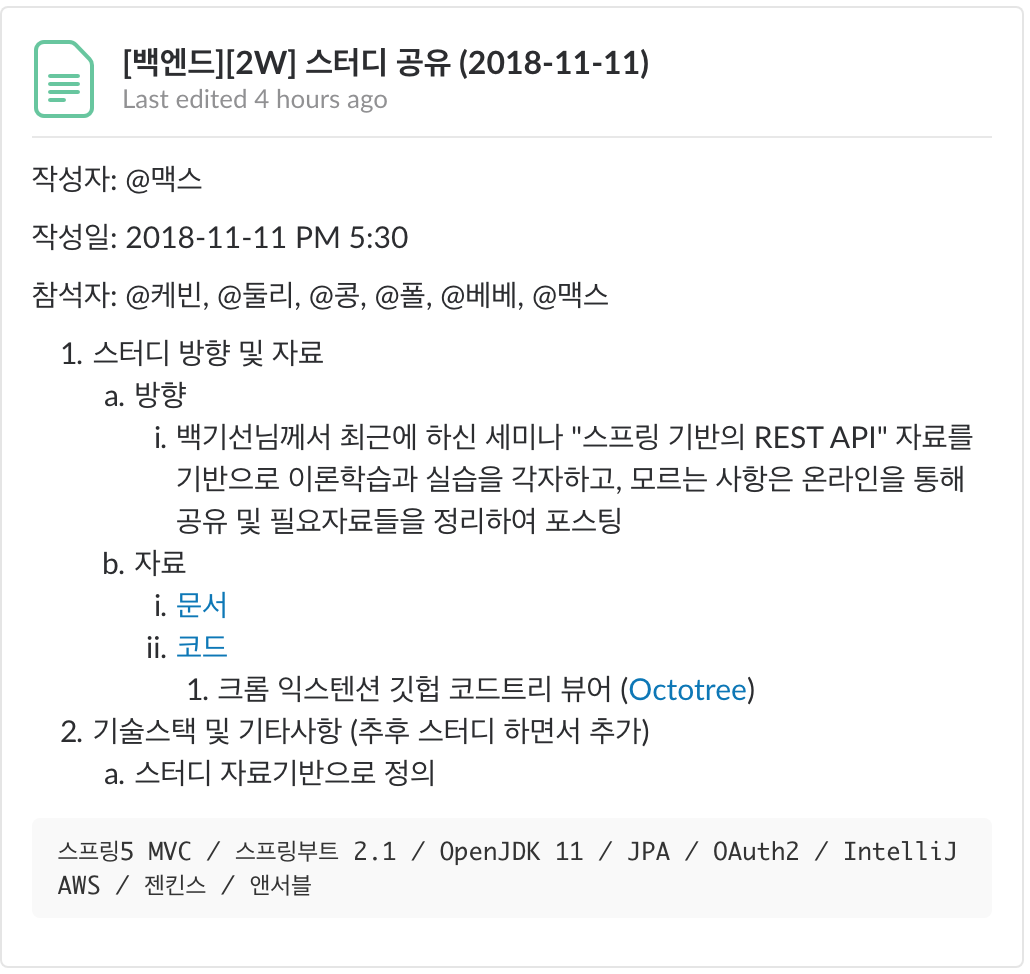 [백엔드][2W] 스터디 공유 (2018-11-11)
Last edited 4 hours ago
작성자: @맥스
작성일: 2018-11-11 PM 5:30
참석자: @케빈, @둘리, @콩, @폴, @베베, @맥스
1. 스터디 방향 및 자료
a. 방향
i. 백기선님께서 최근에 하신 세미나 "스프링 기반의 REST API" 자료를
기반으로 이론학습과 실습을 각자하고, 모르는 사항은 온라인을 통해
공유 및 필요자료들을 정리하여 포스팅
b. 자료
i. 문서
ii. 코드
1. 크롬 익스텐션 깃헙 코드트리 뷰어 (Octotree)
2. 기술스택 및 기타사항 (추후 스터디 하면서 추가)
a. 스터디 자료기반으로 정의
스프링5 MVC / 스프링부트 2.1 / OpenJDK 11 / JPA / OAuth2 / IntelliJ
AWS / 젠킨스 / 앤서블